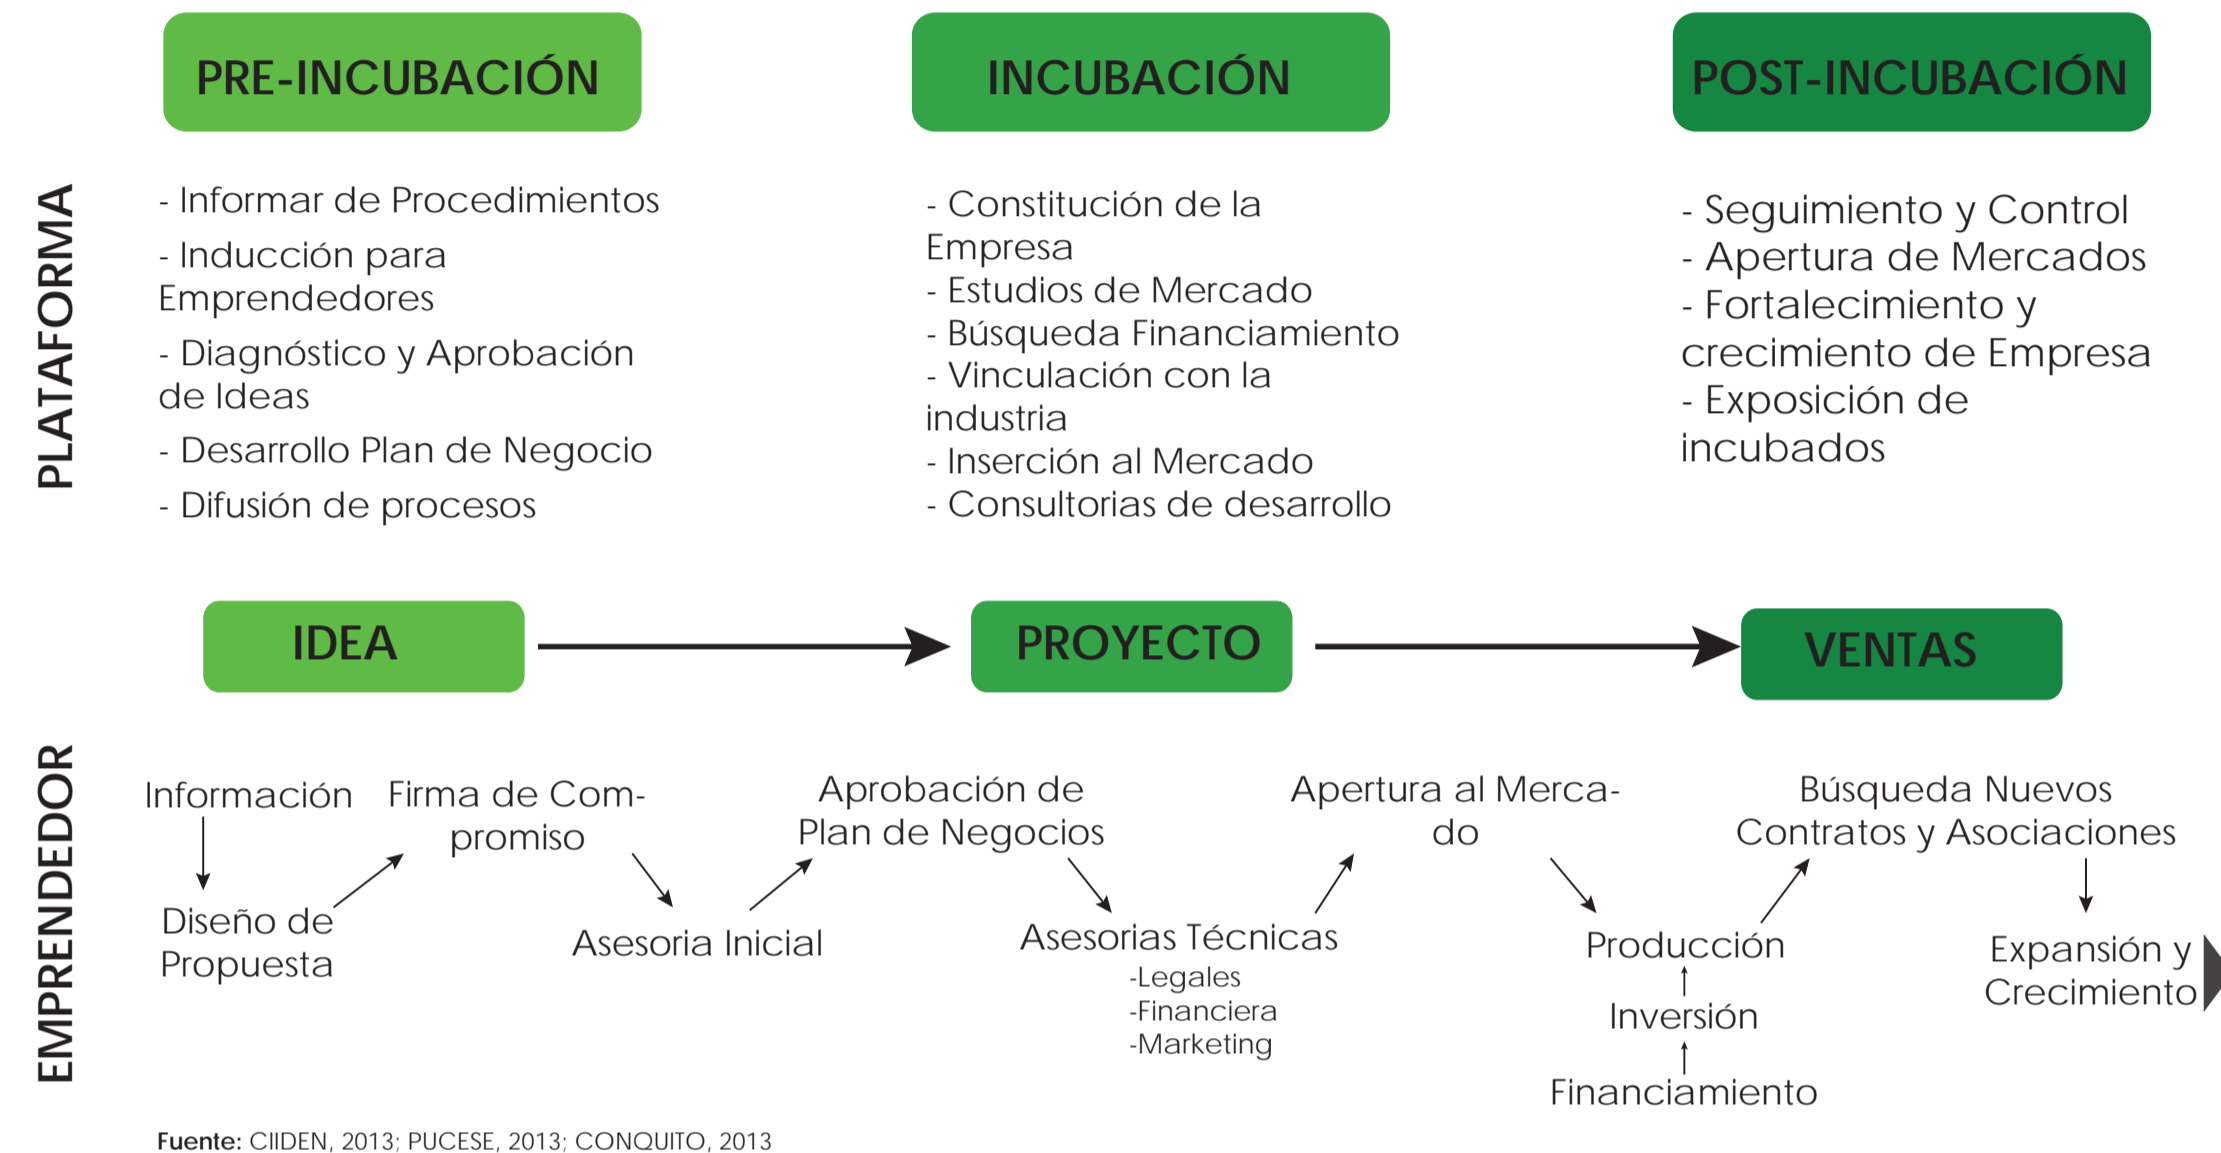 PRE-INCUBACIÓN
INCUBACIÓN
POST-INCUBACIÓN
PLATAFORMA
- Informar de Procedimientos
- Inducción para
Emprendedores
- Diagnóstico y Aprobación
de Ideas
- Desarrollo Plan de Negocio
- Difusión de procesos
- Constitución de la
Empresa
- Estudios de Mercado
- Búsqueda Financiamiento
- Vinculación con la
industria
- Inserción al Mercado
- Consultorias de desarrollo
- Seguimiento y Control
- Apertura de Mercados
- Fortalecimiento y
crecimiento de Empresa
- Exposición de
incubados
IDEA
PROYECTO
VENTAS
EMPRENDEDOR
Información
Diseño de
Propuesta
Firma de Com-
promiso
Asesoria Inicial
Aprobación de
Plan de Negocios
Asesorias Técnicas
-Legales
-Financiera
-Marketing
Apertura al Merca-
do
Producción
Inversión
Financiamiento
Búsqueda Nuevos
Contratos y Asociaciones
Expansión y
Crecimiento
Fuente: CIIDEN, 2013; PUCESE, 2013; CONQUITO, 2013